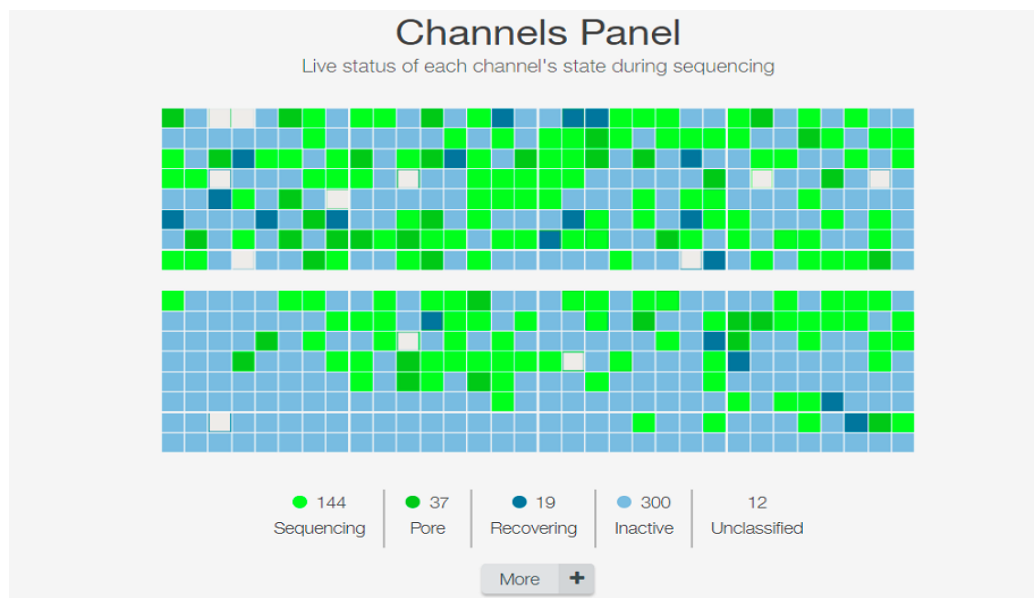 Channels Panel
Live status of each channel's state during sequencing
144
Sequencing
37
Pore
19
Recovering
300
Inactive
12
Unclassified
More +